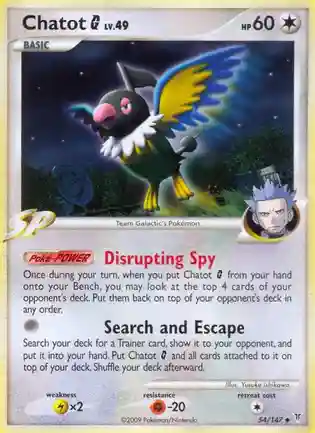 Chatot G LV.49 HP 60
BASIC
Team Galactic's Pokémon
SP
Poké-POWER Disrupting Spy
Once during your turn, when you put Chatot G from your hand
onto your Bench, you may look at the top 4 cards of your
opponent's deck. Put them back on top of your opponent's deck in
any order.
Search and Escape
Search your deck for a Trainer card, show it to your opponent, and
put it into your hand. Put Chatot G and all cards attached to it on
top of your deck. Shuffle your deck afterward.
Illus. Yusuke Ishikawa
weakness resistance retreat cost
×2 -20
©2009 Pokémon/Nintendo 54/147